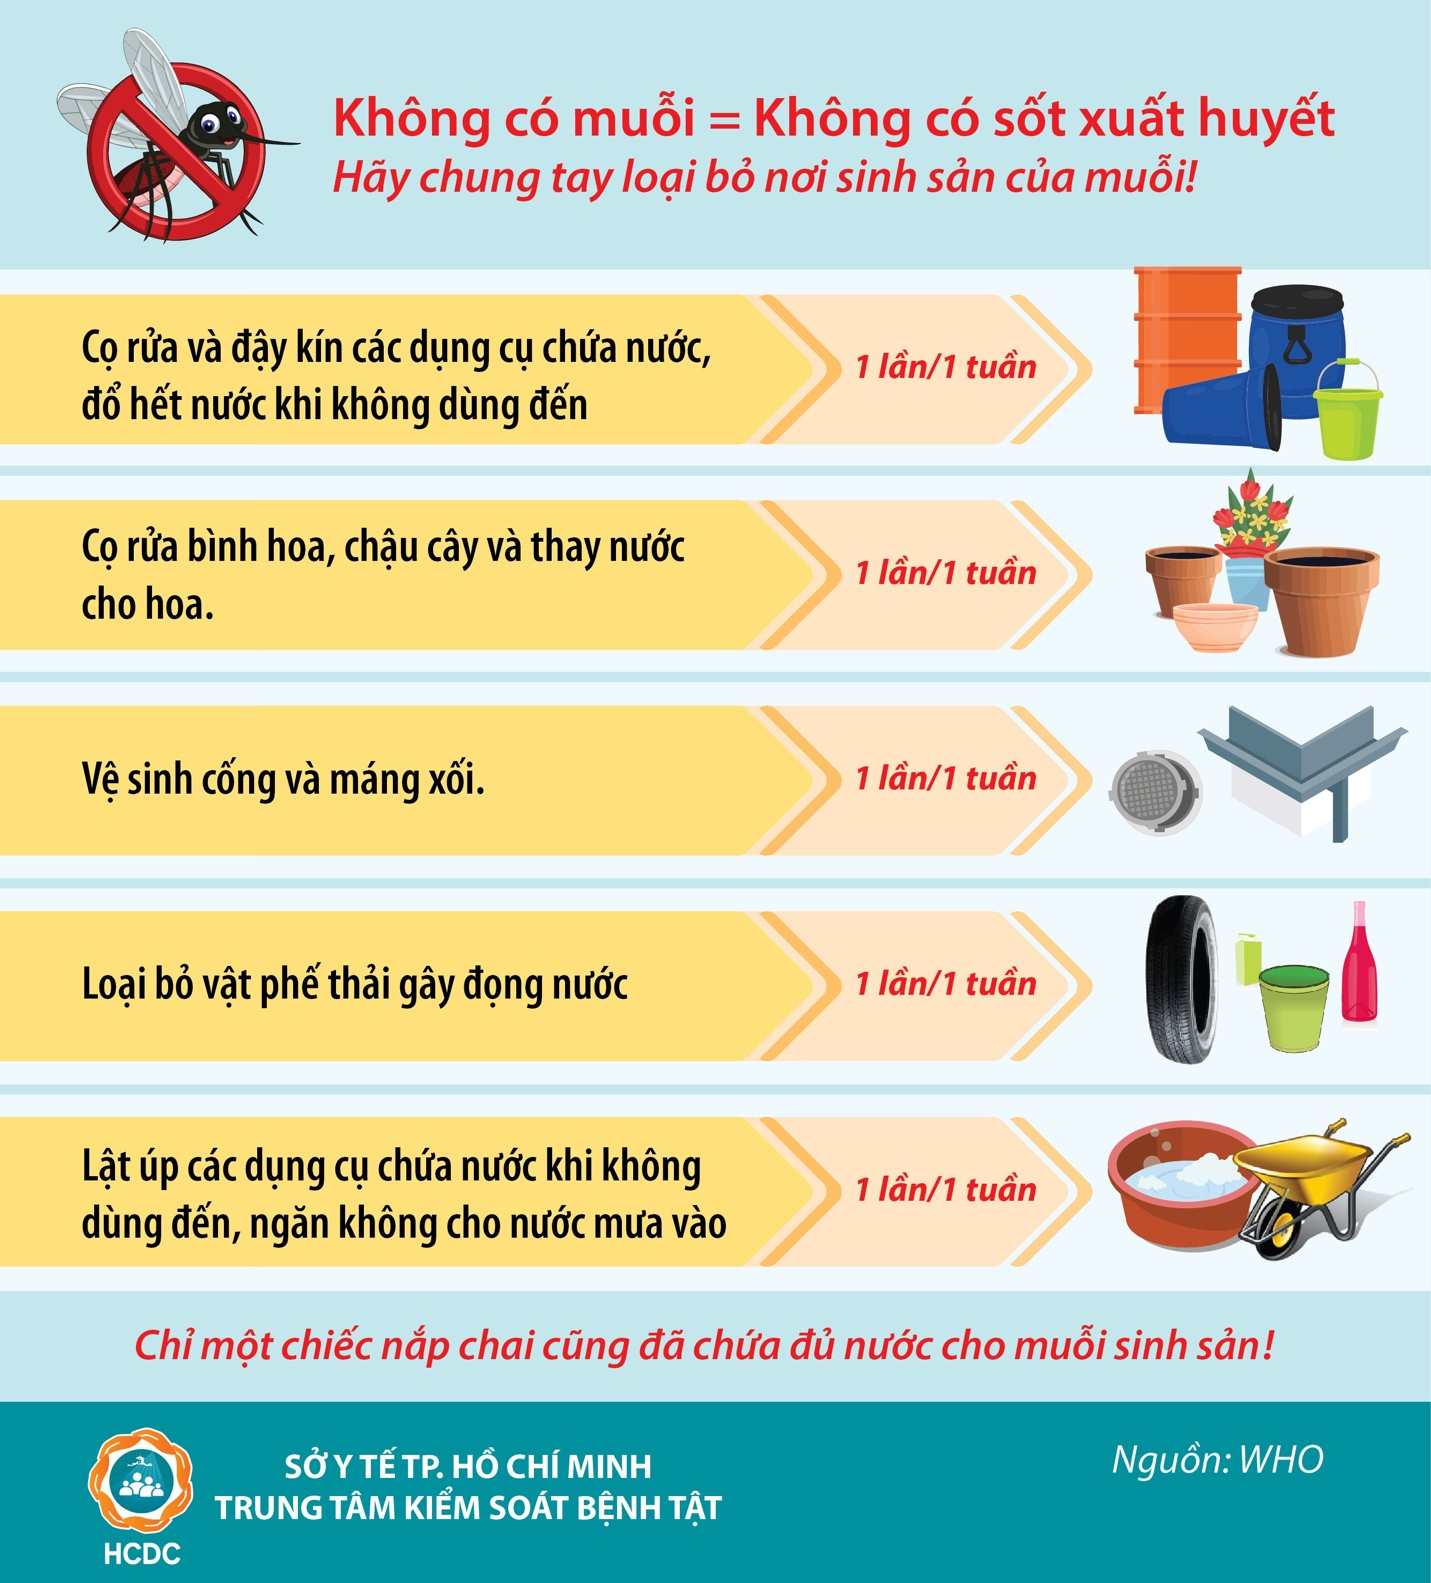 Không có muỗi = Không có sốt xuất huyết
Hãy chung tay loại bỏ nơi sinh sản của muỗi!
Cọ rửa và đậy kín các dụng cụ chứa nước,
đổ hết nước khi không dùng đến
1 lần/1 tuần
Cọ rửa bình hoa, chậu cây và thay nước
cho hoa.
1 lần/1 tuần
Vệ sinh cống và máng xối.
1 lần/1 tuần
Loại bỏ vật phế thải gây đọng nước
1 lần/1 tuần
Lật úp các dụng cụ chứa nước khi không
dùng đến, ngăn không cho nước mưa vào
1 lần/1 tuần
Chỉ một chiếc nắp chai cũng đã chứa đủ nước cho muỗi sinh sản!
SỞ Y TẾ TP. HỒ CHÍ MINH
TRUNG TÂM KIỂM SOÁT BỆNH TẬT
HCDC
Nguồn: WHO